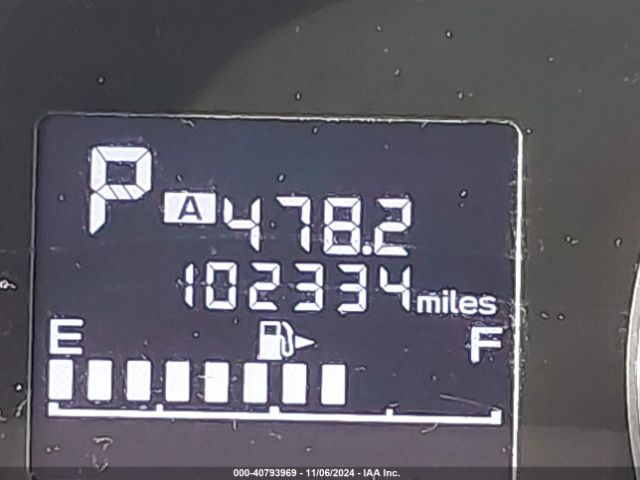 P A 478.2
102334 miles
E F
000-40793969 - 11/06/2024 - IAA Inc.